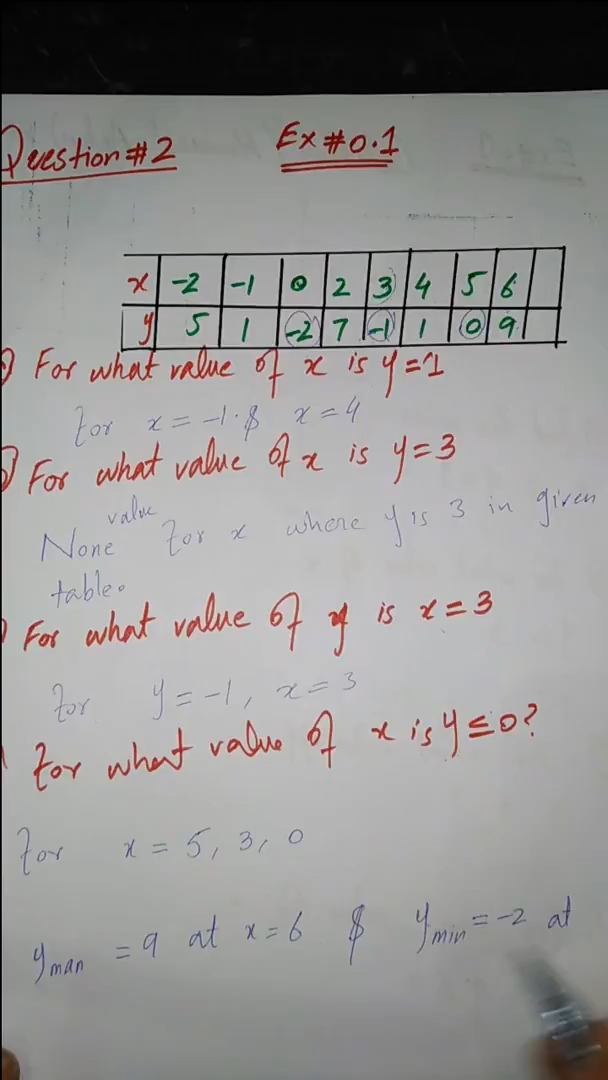 Question #2 Ex #0.1
x -2 -1 0 2 3 4 5 6
y 5 1 -2 7 -1 1 0 9
) For what value of x is y=1
For x = -1. & x = 4
) For what value of x is y=3
value
None for x where y is 3 in given
table.
) For what value of y is x = 3
For y = -1, x = 3
For what value of x is y≤0?
For x = 5, 3, 0
yman = 9 at x=6 & ymin = -2 at